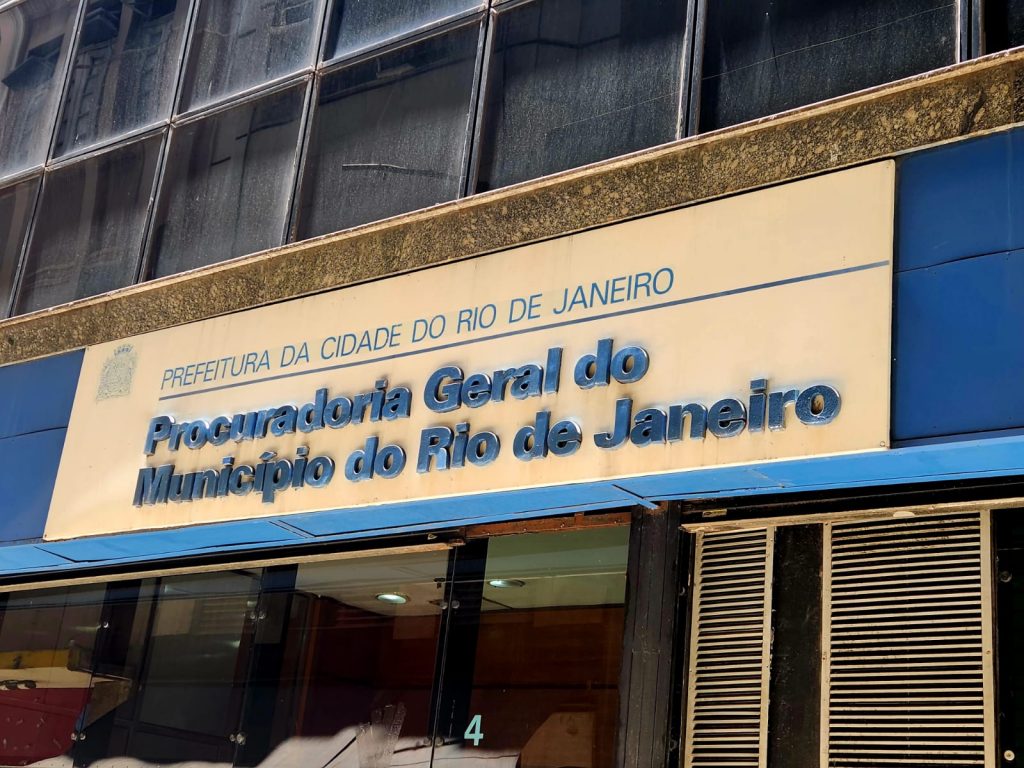 PREFEITURA DA CIDADE DO RIO DE JANEIRO
Procuradoria Geral do
Município do Rio de Janeiro
4